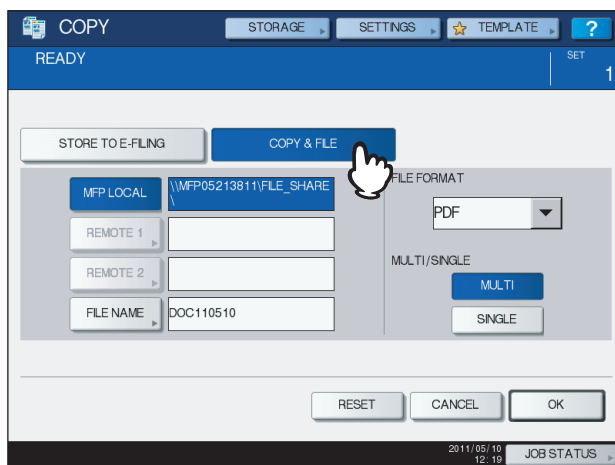 COPY
STORAGE
SETTINGS
TEMPLATE
?
READY
SET
1
STORE TO E-FILING
COPY & FILE
MFP LOCAL
\\MFP05213811\FILE_SHARE
\
REMOTE 1
REMOTE 2
FILE NAME
DOC110510
FILE FORMAT
PDF
MULTI/SINGLE
MULTI
SINGLE
RESET
CANCEL
OK
2011/05/10
12:19
JOB STATUS